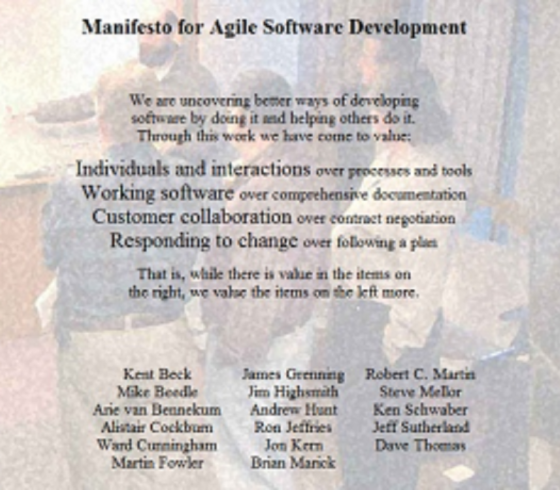 Manifesto for Agile Software Development
We are uncovering better ways of developing
software by doing it and helping others do it.
Through this work we have come to value:
Individuals and interactions over processes and tools
Working software over comprehensive documentation
Customer collaboration over contract negotiation
Responding to change over following a plan
That is, while there is value in the items on
the right, we value the items on the left more.
Kent Beck James Grenning Robert C. Martin
Mike Beedle Jim Highsmith Steve Mellor
Arie van Bennekum Andrew Hunt Ken Schwaber
Alistair Cockburn Ron Jeffries Jeff Sutherland
Ward Cunningham Jon Kern Dave Thomas
Martin Fowler Brian Marick